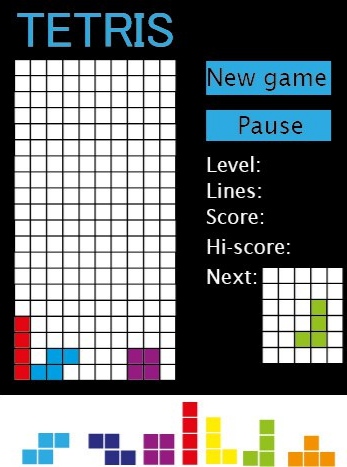 TETRIS
New game
Pause
Level:
Lines:
Score:
Hi-score:
Next: